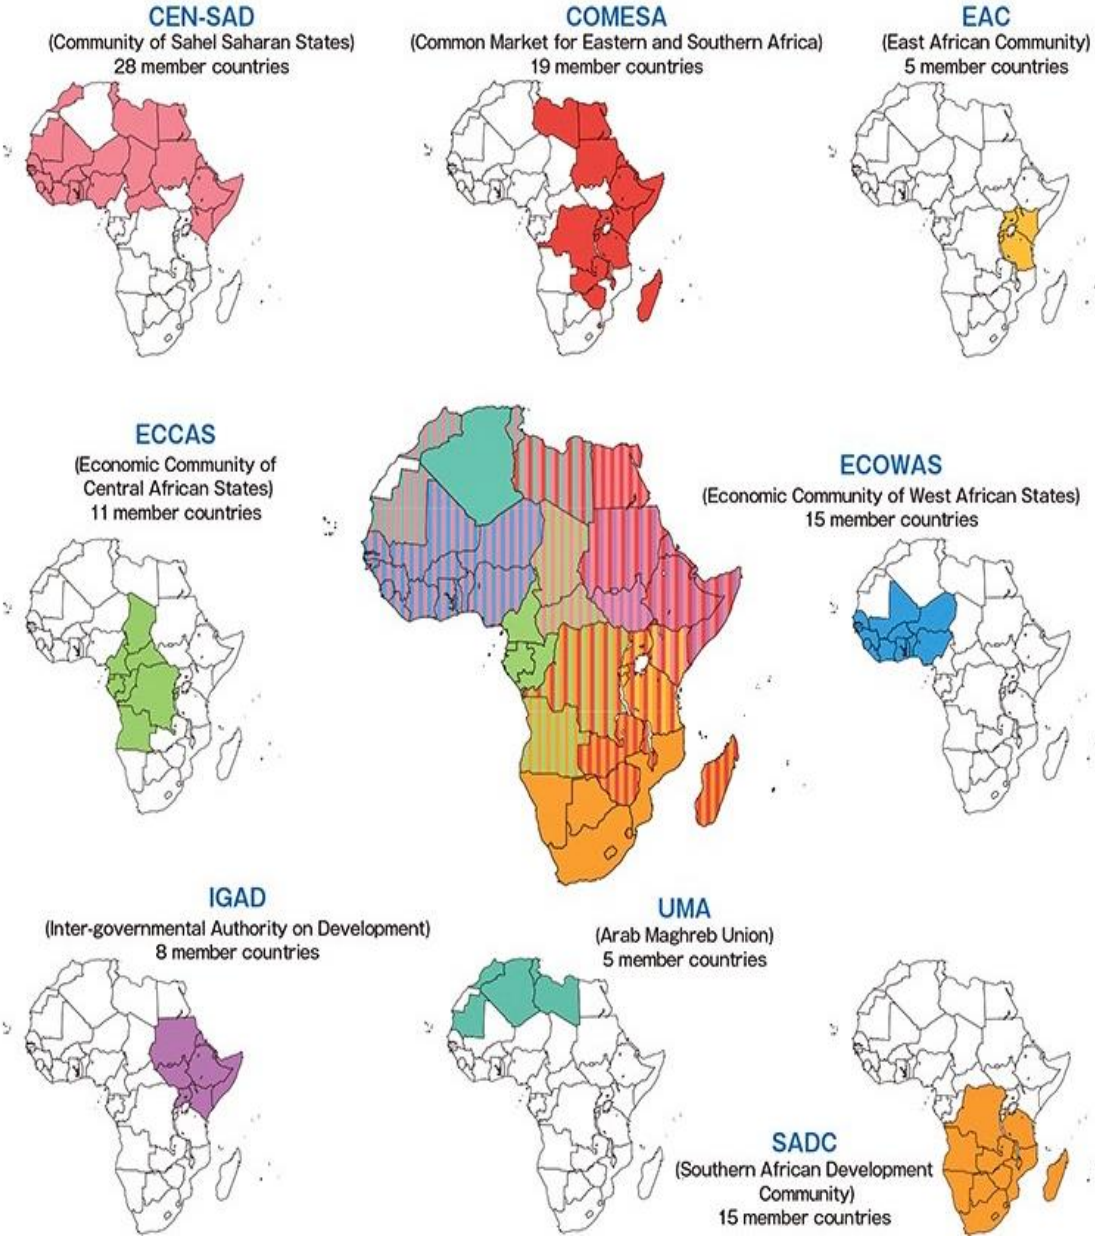 CEN-SAD
(Community of Sahel Saharan States)
28 member countries
COMESA
(Common Market for Eastern and Southern Africa)
19 member countries
EAC
(East African Community)
5 member countries
ECCAS
(Economic Community of
Central African States)
11 member countries
ECOWAS
(Economic Community of West African States)
15 member countries
IGAD
(Inter-governmental Authority on Development)
8 member countries
UMA
(Arab Maghreb Union)
5 member countries
SADC
(Southern African Development
Community)
15 member countries